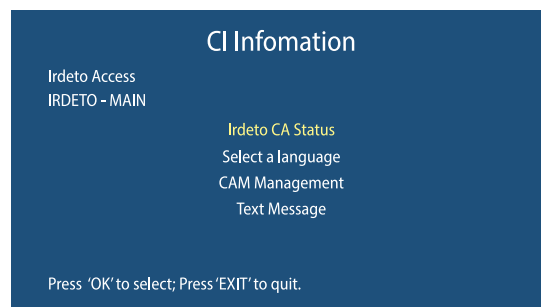 CI Infomation
Irdeto Access
IRDETO - MAIN
Irdeto CA Status
Select a language
CAM Management
Text Message
Press ‘OK’ to select; Press ‘EXIT’ to quit.